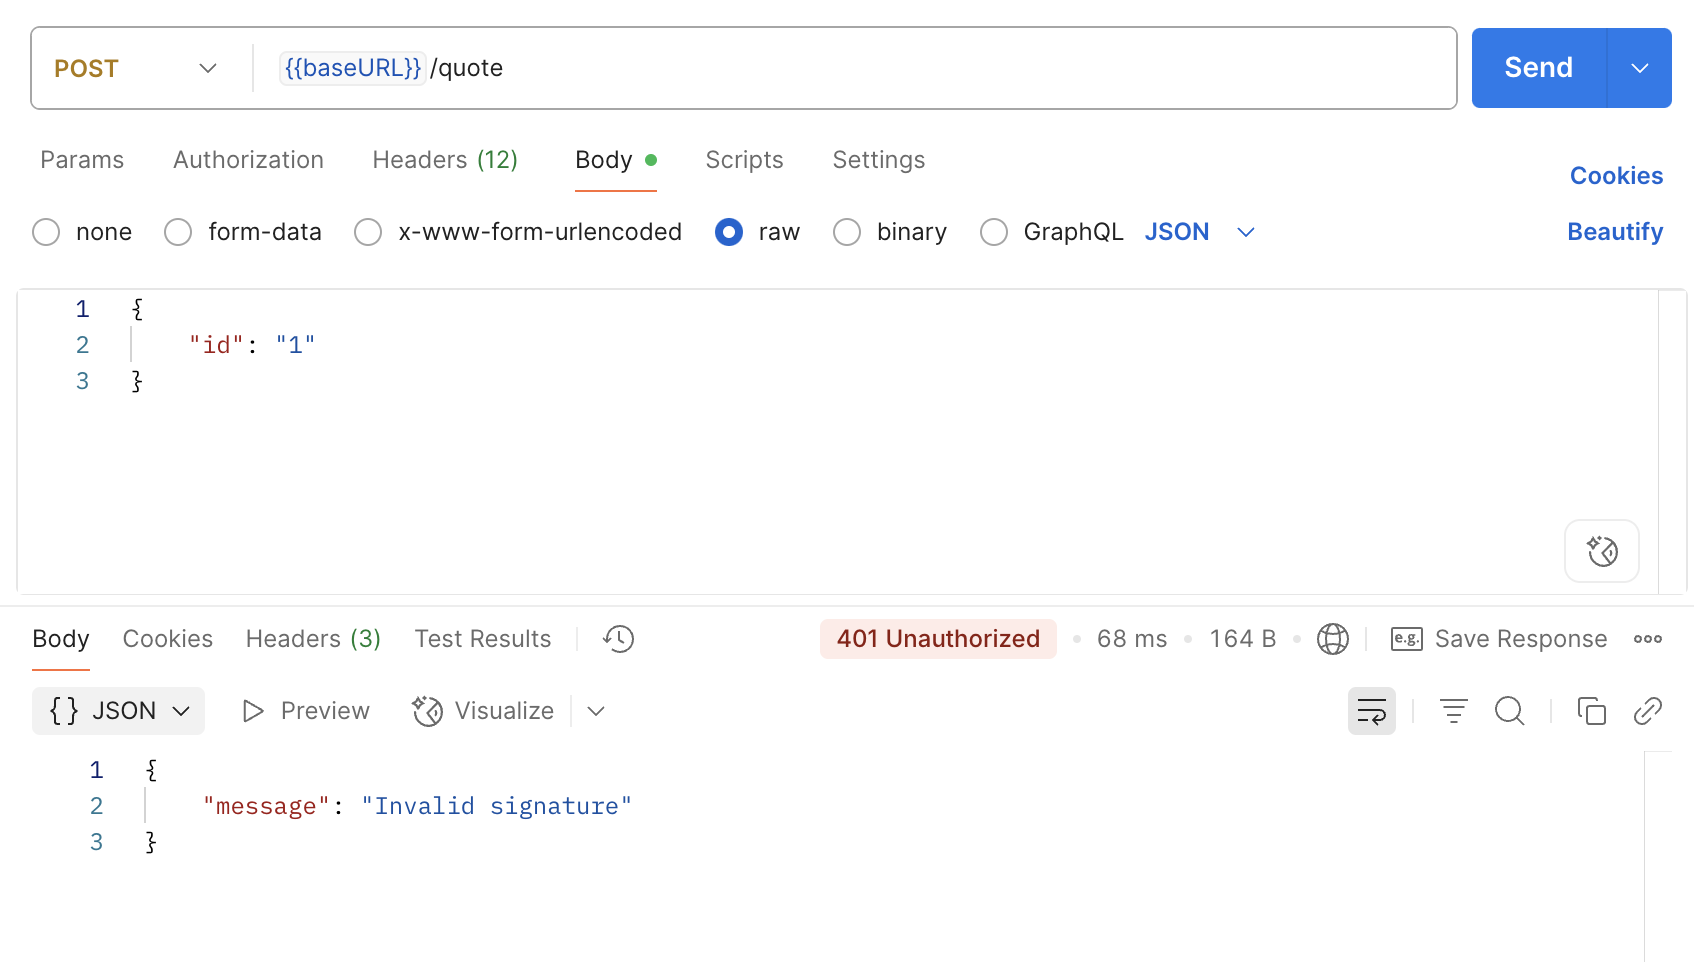 POST {{baseURL}}/quote Send
Params Authorization Headers (12) Body Scripts Settings Cookies
none form-data x-www-form-urlencoded raw binary GraphQL JSON Beautify
1 {
2 "id": "1"
3 }
Body Cookies Headers (3) Test Results 401 Unauthorized 68 ms 164 B e.g. Save Response
{} JSON Preview Visualize
1 {
2 "message": "Invalid signature"
3 }